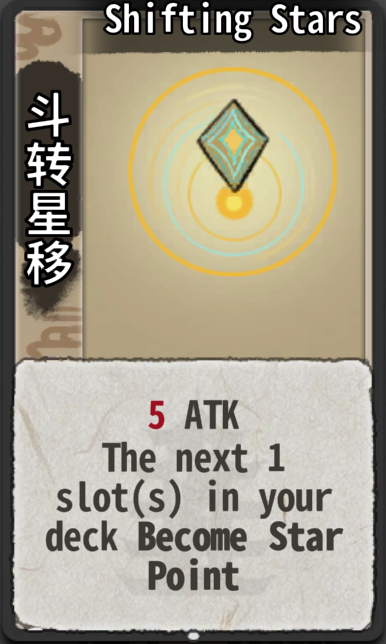 Shifting Stars
斗转星移
5 ATK
The next 1
slot(s) in your
deck Become Star
Point